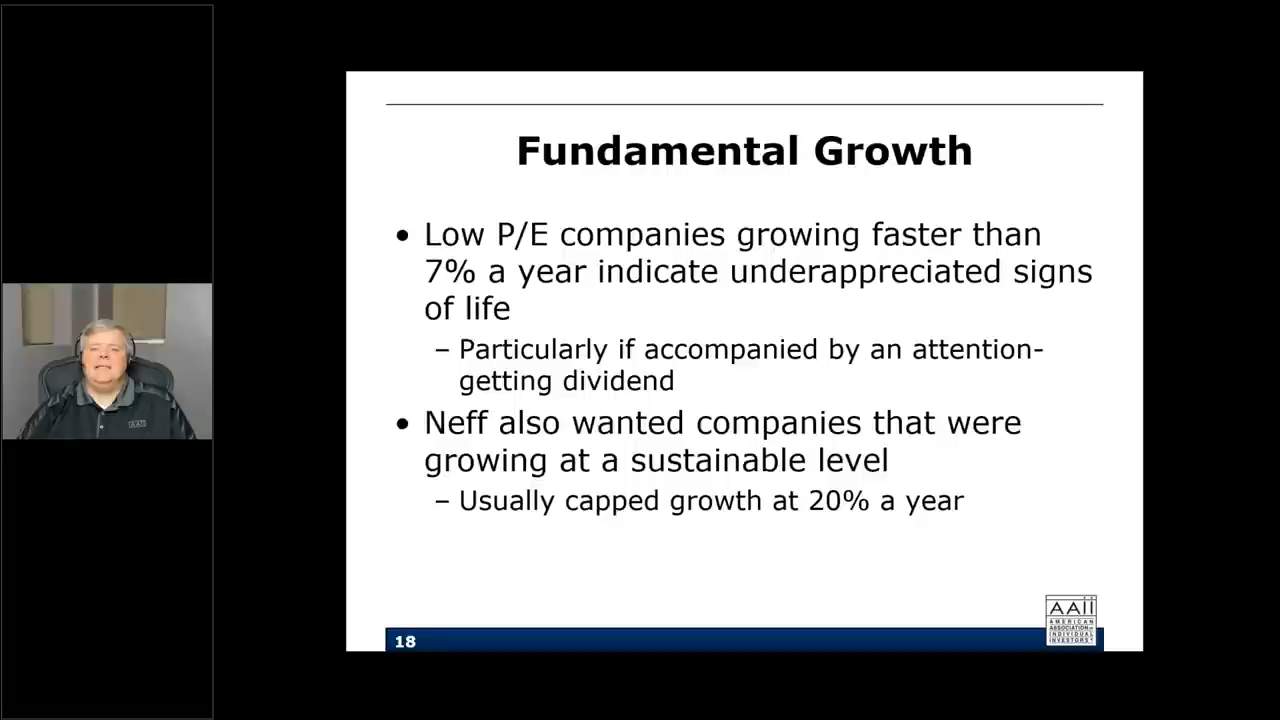 Fundamental Growth
• Low P/E companies growing faster than
7% a year indicate underappreciated signs
of life
– Particularly if accompanied by an attention-
getting dividend
• Neff also wanted companies that were
growing at a sustainable level
– Usually capped growth at 20% a year
18
AAII
AMERICAN
ASSOCIATION of
INDIVIDUAL
INVESTORS
AAII